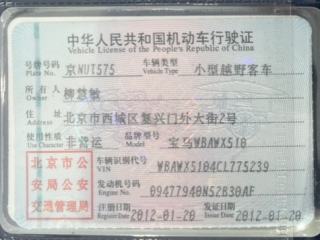 中华人民共和国机动车行驶证
Vehicle License of the People's Republic of China
号牌号码 京NUT575 车辆类型 小型越野客车
Plate No. Vehicle Type
所有人 柳慧敏
Owner
住址 北京市西城区复兴门外大街2号
Address
使用性质 非营运 品牌型号 宝马WBAWX510
Use Character Model
北京市公安局公安交通管理局
车辆识别代号 WBAWX5104CL775239
VIN
发动机号码 09477940N52B30AF
Engine No.
注册日期 2012-01-20 发证日期 2012-01-20
Register Date Issue Date